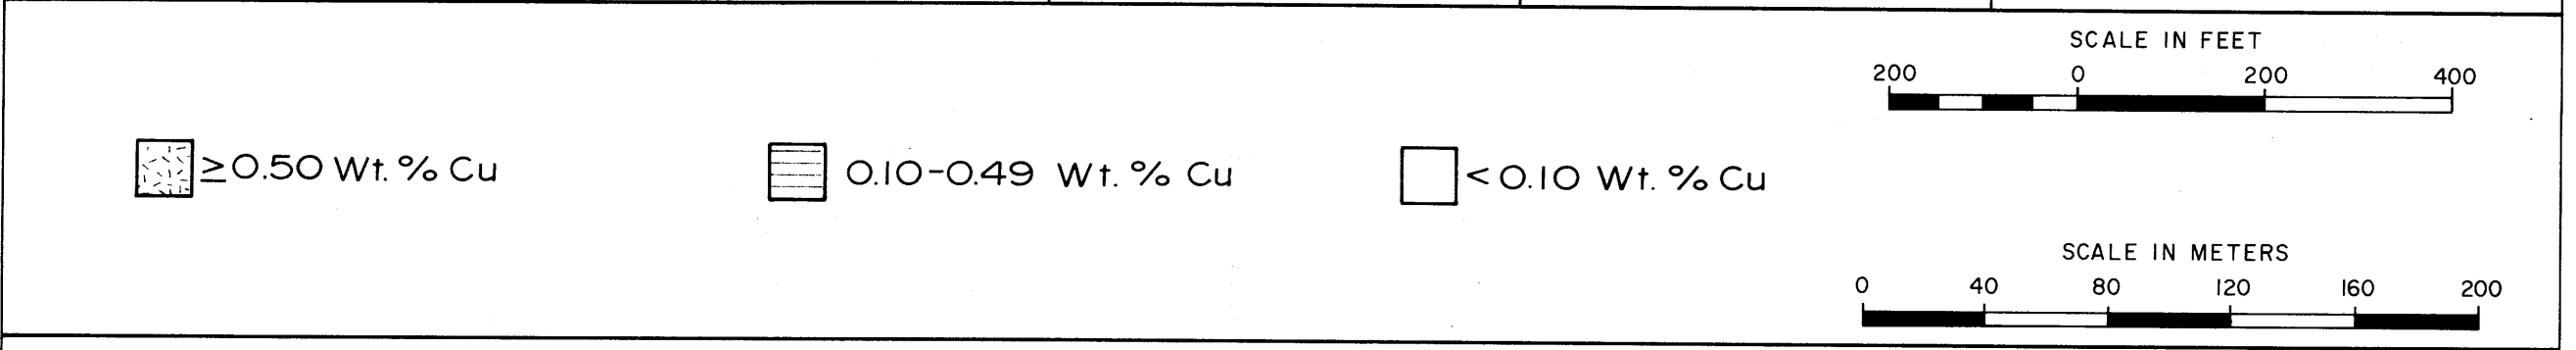 SCALE IN FEET
200 0 200 400
≥0.50 Wt. % Cu
0.10-0.49 Wt. % Cu
<0.10 Wt. % Cu
SCALE IN METERS
0 40 80 120 160 200